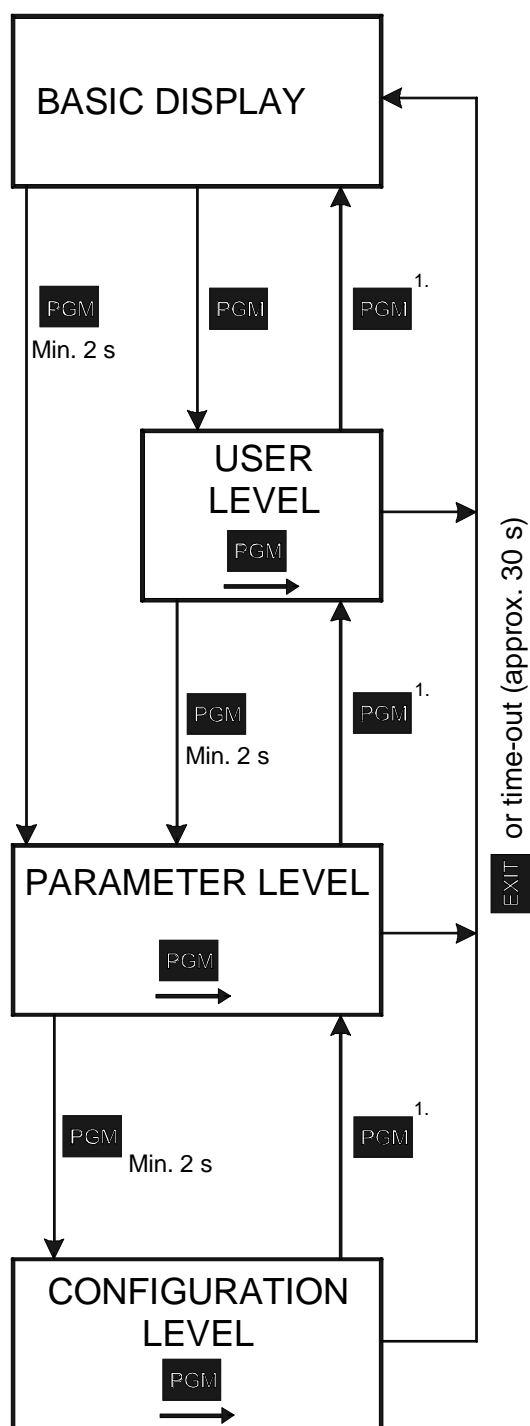 BASIC DISPLAY
PGM
Min. 2 s
PGM
PGM 1.
USER
LEVEL
PGM
PGM
Min. 2 s
PGM 1.
EXIT or time-out (approx. 30 s)
PARAMETER LEVEL
PGM
PGM
Min. 2 s
PGM 1.
CONFIGURATION
LEVEL
PGM